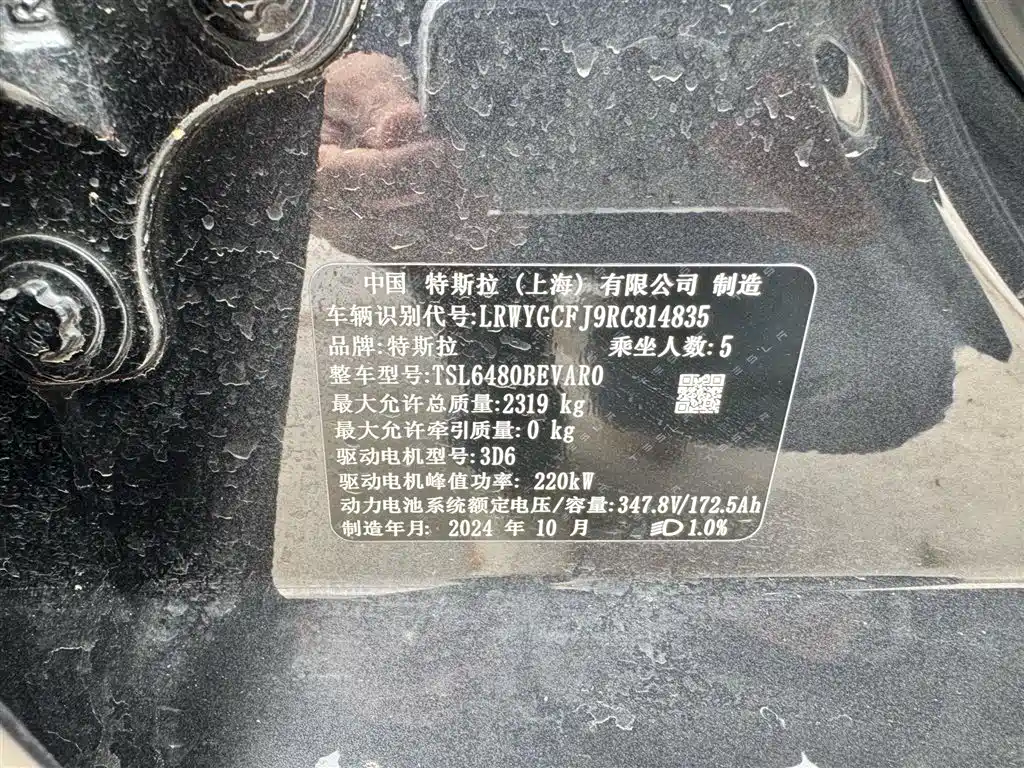 中国 特斯拉 (上海) 有限公司 制造
车辆识别代号:LRWYGCFJ9RC814835
品牌:特斯拉 乘坐人数:5
整车型号:TSL6480BEVAR0
最大允许总质量:2319 kg
最大允许牵引质量:0 kg
驱动电机型号:3D6
驱动电机峰值功率: 220kW
动力电池系统额定电压/容量:347.8V/172.5Ah
制造年月: 2024 年 10 月 1.0%